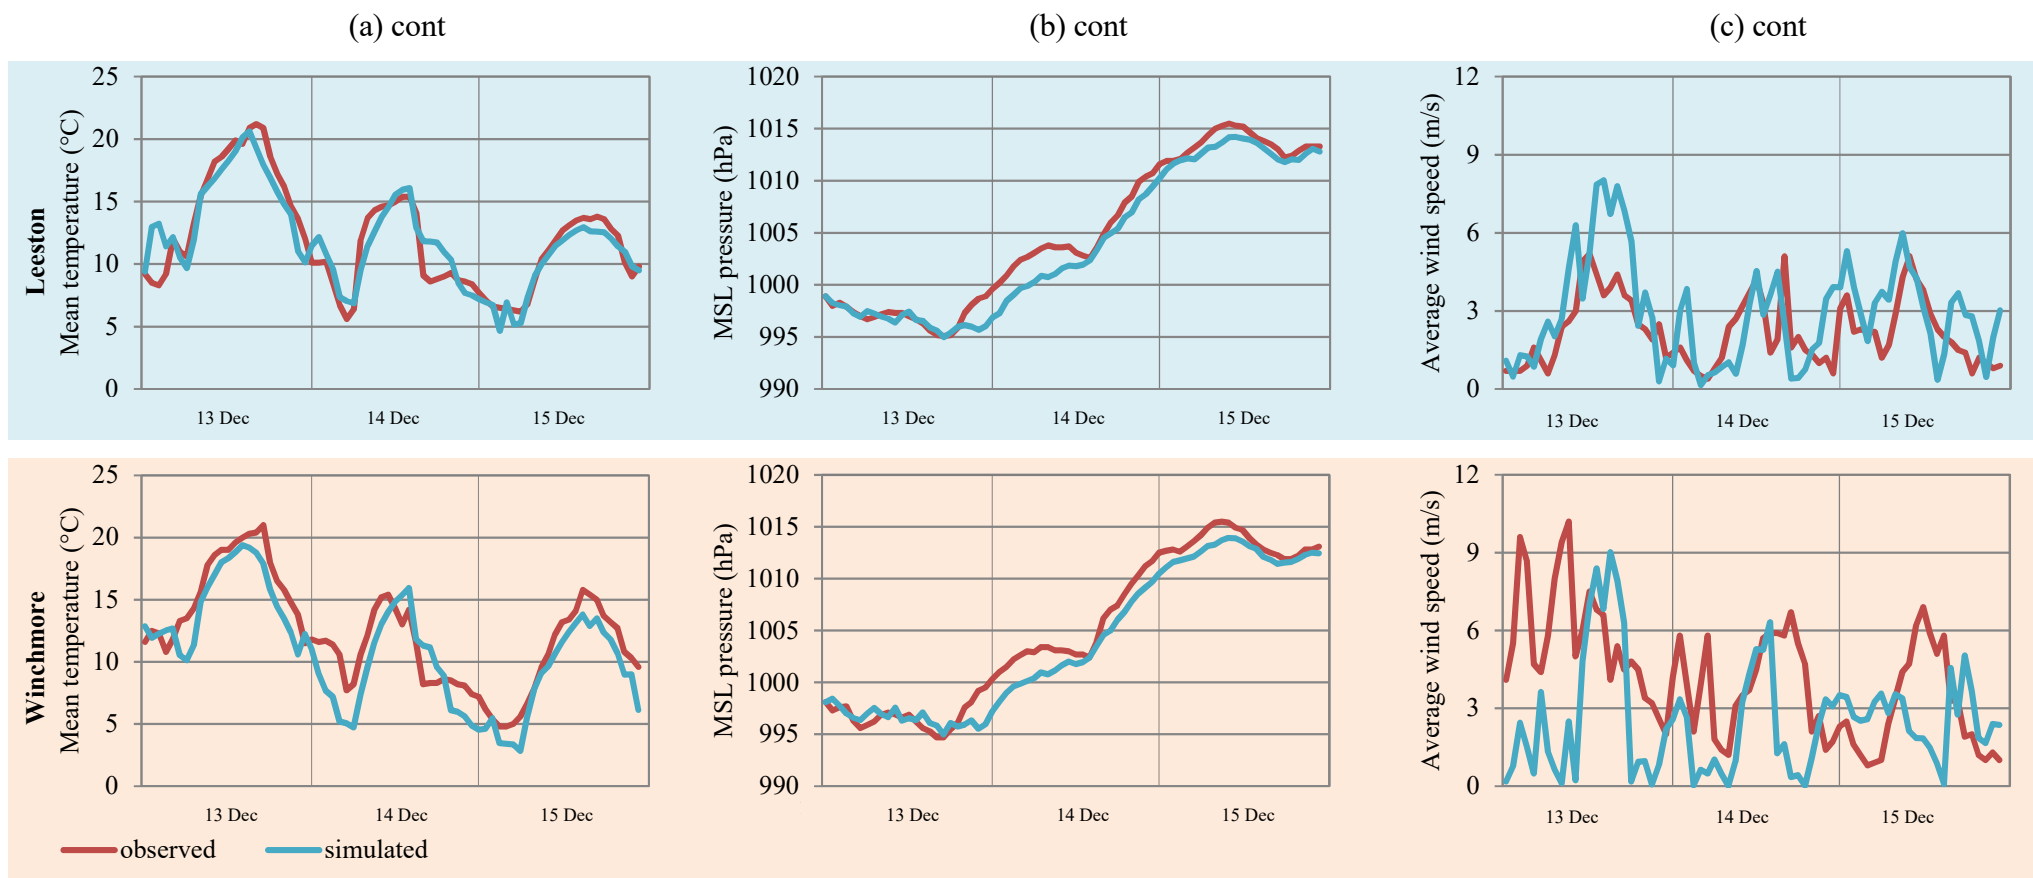 (a) cont
(b) cont
(c) cont
Leeston
Mean temperature (°C)
25
20
15
10
5
0
13 Dec
14 Dec
15 Dec
MSL pressure (hPa)
1020
1015
1010
1005
1000
995
990
13 Dec
14 Dec
15 Dec
Average wind speed (m/s)
12
9
6
3
0
13 Dec
14 Dec
15 Dec
Winchmore
Mean temperature (°C)
25
20
15
10
5
0
13 Dec
14 Dec
15 Dec
MSL pressure (hPa)
1020
1015
1010
1005
1000
995
990
13 Dec
14 Dec
15 Dec
Average wind speed (m/s)
12
9
6
3
0
13 Dec
14 Dec
15 Dec
observed
simulated